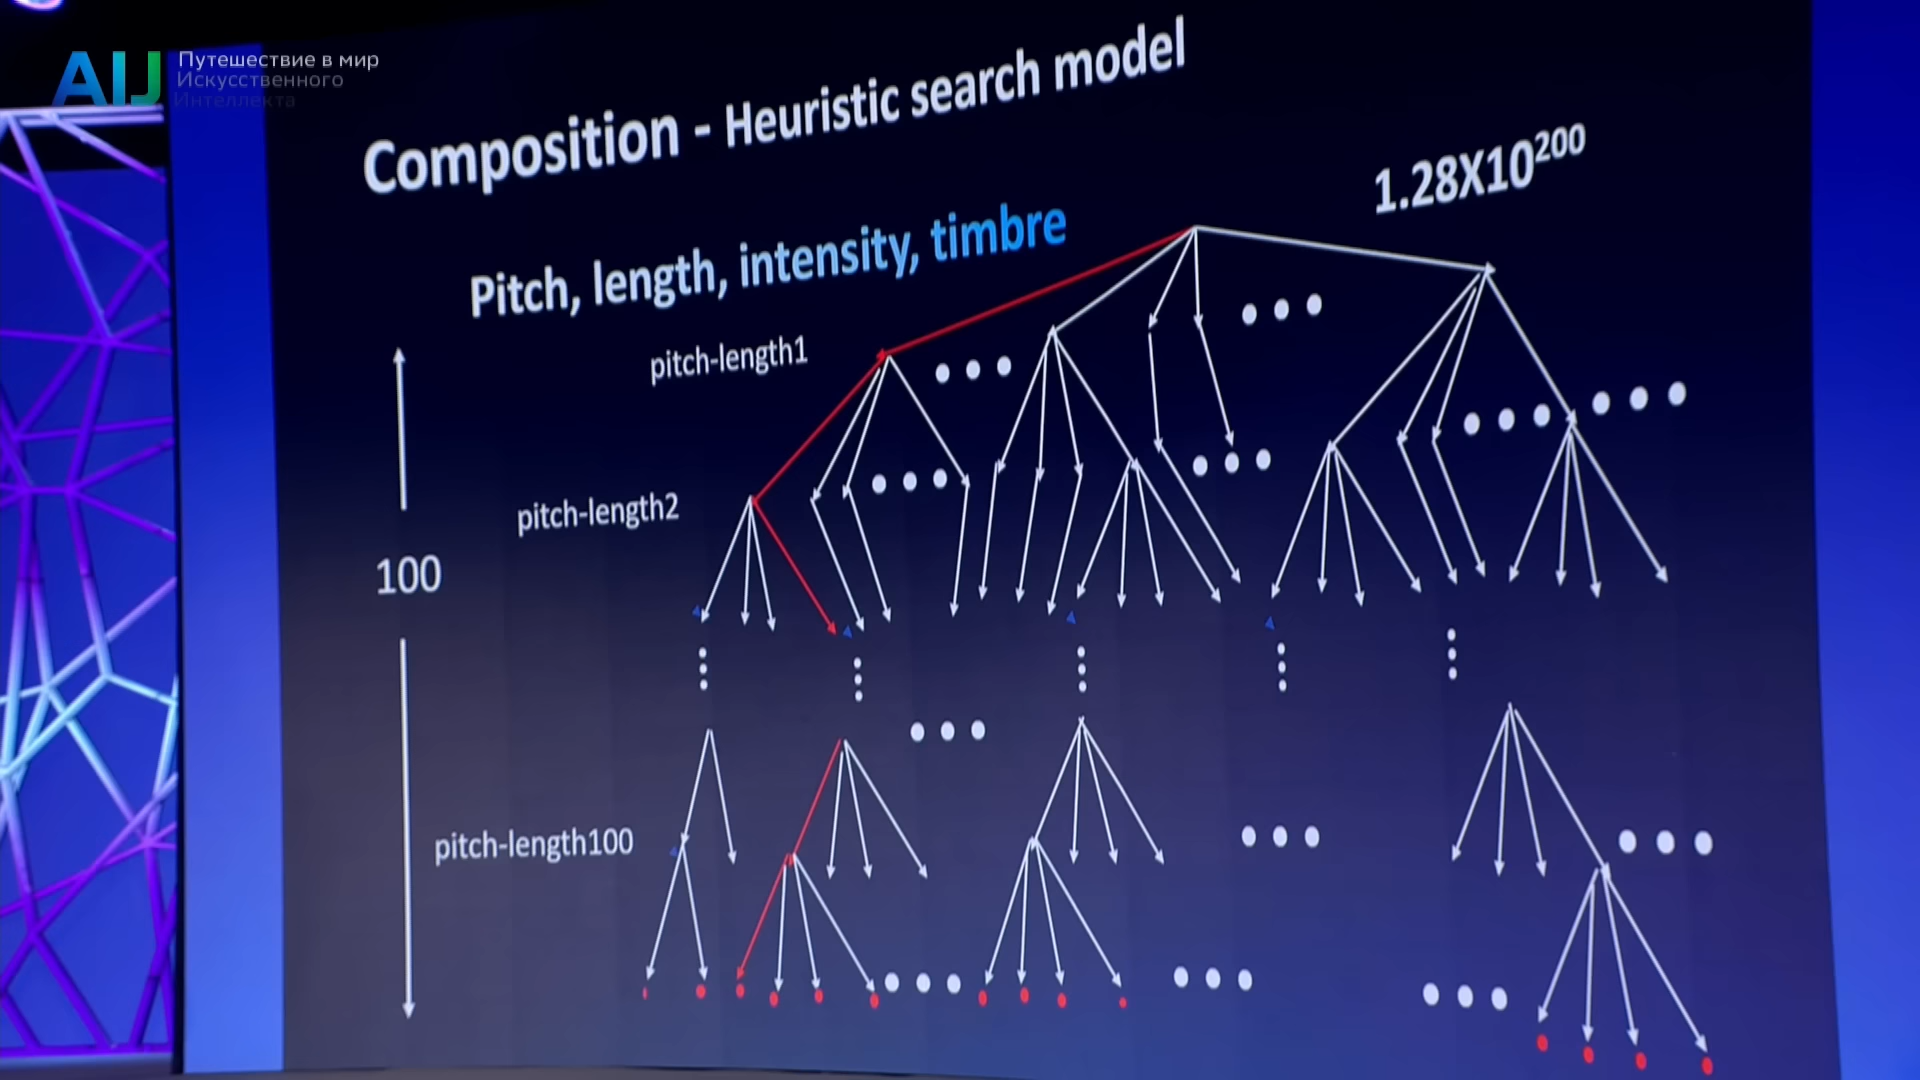 AIJ
Путешествие в мир
Искусственного
Интеллекта
Composition - Heuristic search model
1.28X10²⁰⁰
Pitch, length, intensity, timbre
pitch-length1
pitch-length2
100
pitch-length100